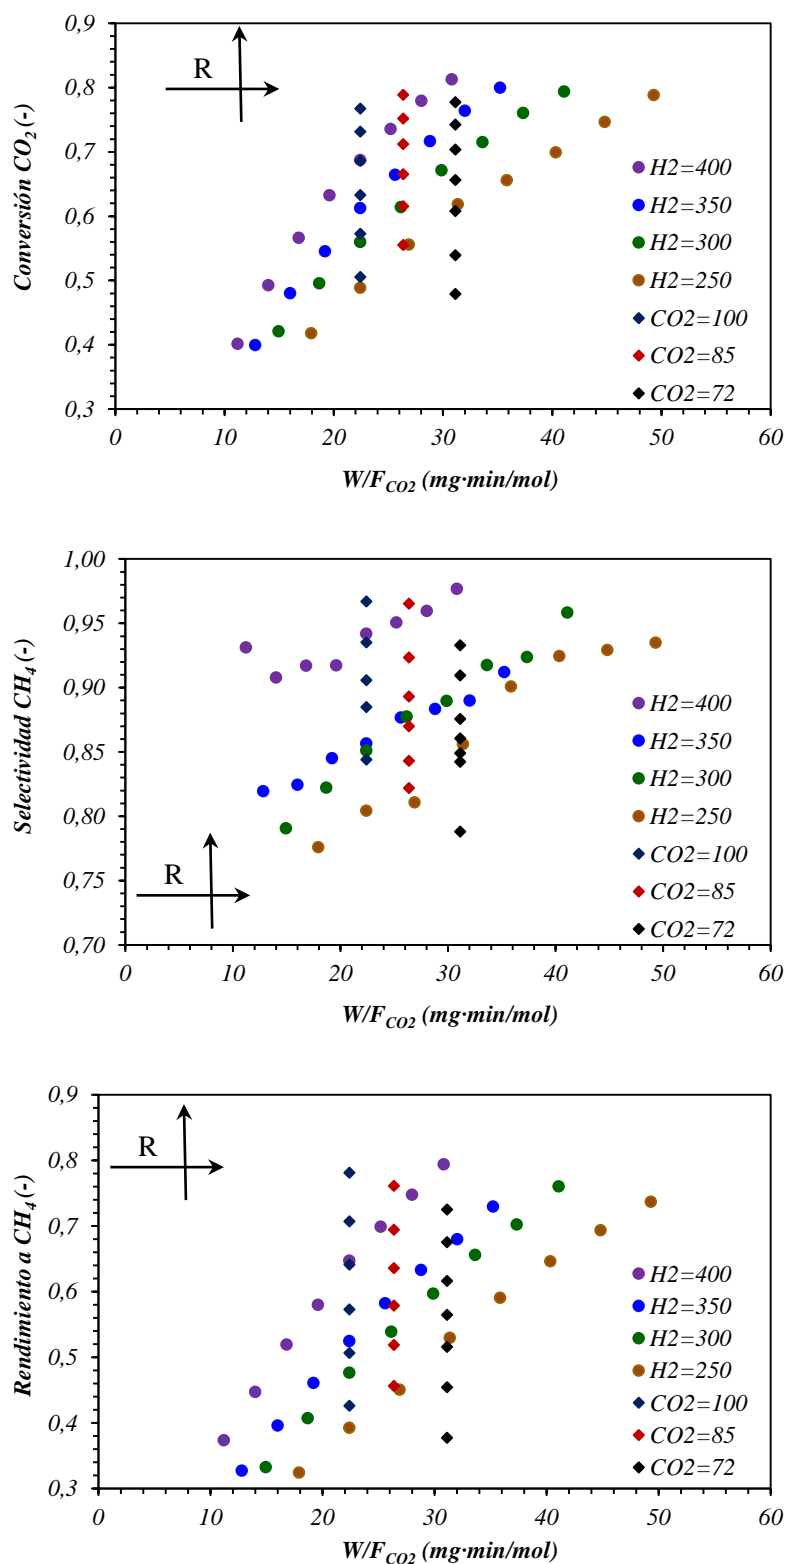 0,9
0,8
0,7
0,6
0,5
0,4
0,3
Conversión CO2 (-)
R
H2=400
H2=350
H2=300
H2=250
CO2=100
CO2=85
CO2=72
0 10 20 30 40 50 60
W/FCO2 (mg·min/mol)
1,00
0,95
0,90
0,85
0,80
0,75
0,70
Selectividad CH4 (-)
H2=400
H2=350
H2=300
H2=250
CO2=100
CO2=85
CO2=72
R
0 10 20 30 40 50 60
W/FCO2 (mg·min/mol)
0,9
0,8
0,7
0,6
0,5
0,4
0,3
Rendimiento a CH4 (-)
R
H2=400
H2=350
H2=300
H2=250
CO2=100
CO2=85
CO2=72
0 10 20 30 40 50 60
W/FCO2 (mg·min/mol)